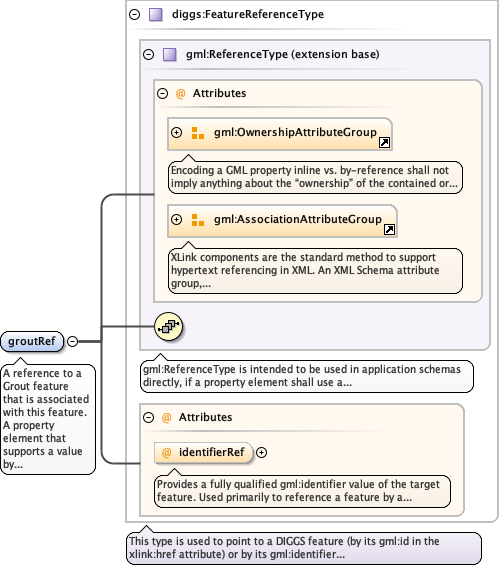 diggs:FeatureReferenceType
gml:ReferenceType (extension base)
@ Attributes
gml:OwnershipAttributeGroup
Encoding a GML property inline vs. by-reference shall not
imply anything about the “ownership” of the contained or...
gml:AssociationAttributeGroup
XLink components are the standard method to support
hypertext referencing in XML. An XML Schema attribute
group,...
groutRef
A reference to a
Grout feature
that is associated
with this feature.
A property
element that
supports a value
by...
gml:ReferenceType is intended to be used in application schemas
directly, if a property element shall use a...
@ Attributes
@ identifierRef
Provides a fully qualified gml:identifier value of the target
feature. Used primarily to reference a feature by a...
This type is used to point to a DIGGS feature (by its gml:id in the
xlink:href attribute) or by its gml:identifier...